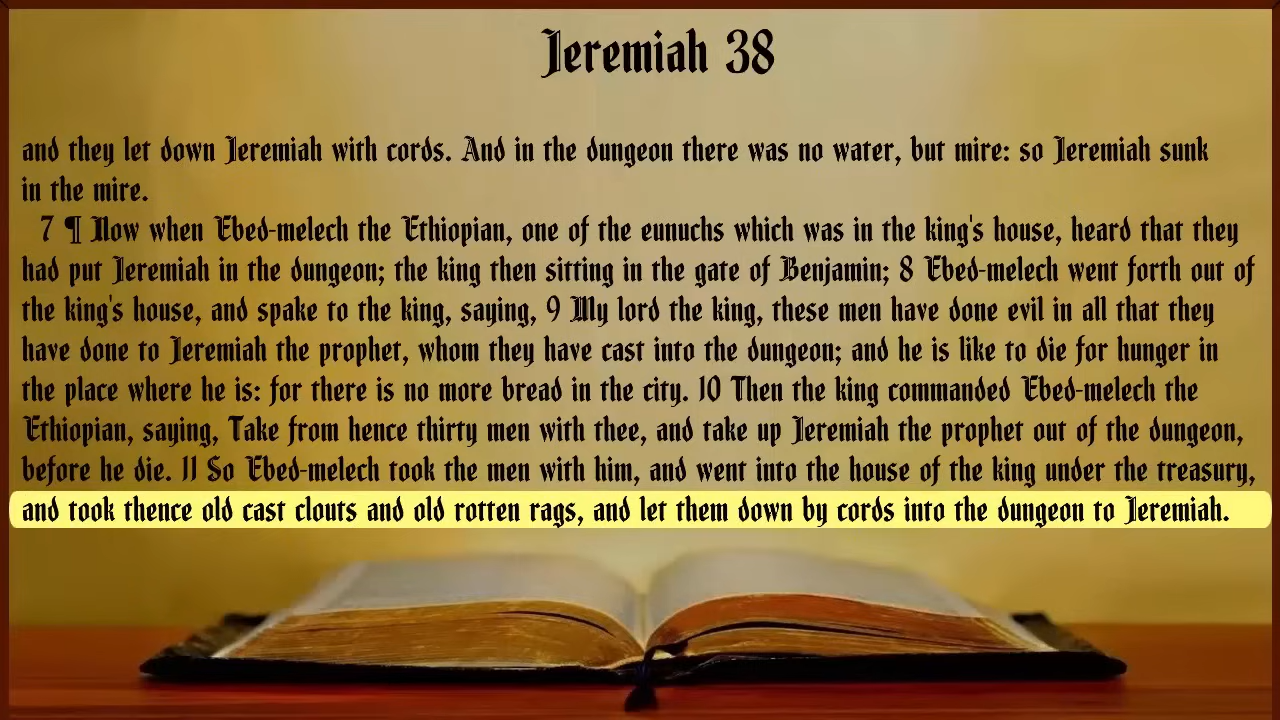 Jeremiah 38
and they let down Jeremiah with cords. And in the dungeon there was no water, but mire: so Jeremiah sunk
in the mire.
7 ¶ Now when Ebed-melech the Ethiopian, one of the eunuchs which was in the king's house, heard that they
had put Jeremiah in the dungeon; the king then sitting in the gate of Benjamin; 8 Ebed-melech went forth out of
the king's house, and spake to the king, saying, 9 My lord the king, these men have done evil in all that they
have done to Jeremiah the prophet, whom they have cast into the dungeon; and he is like to die for hunger in
the place where he is: for there is no more bread in the city. 10 Then the king commanded Ebed-melech the
Ethiopian, saying, Take from hence thirty men with thee, and take up Jeremiah the prophet out of the dungeon,
before he die. 11 So Ebed-melech took the men with him, and went into the house of the king under the treasury,
and took thence old cast clouts and old rotten rags, and let them down by cords into the dungeon to Jeremiah.